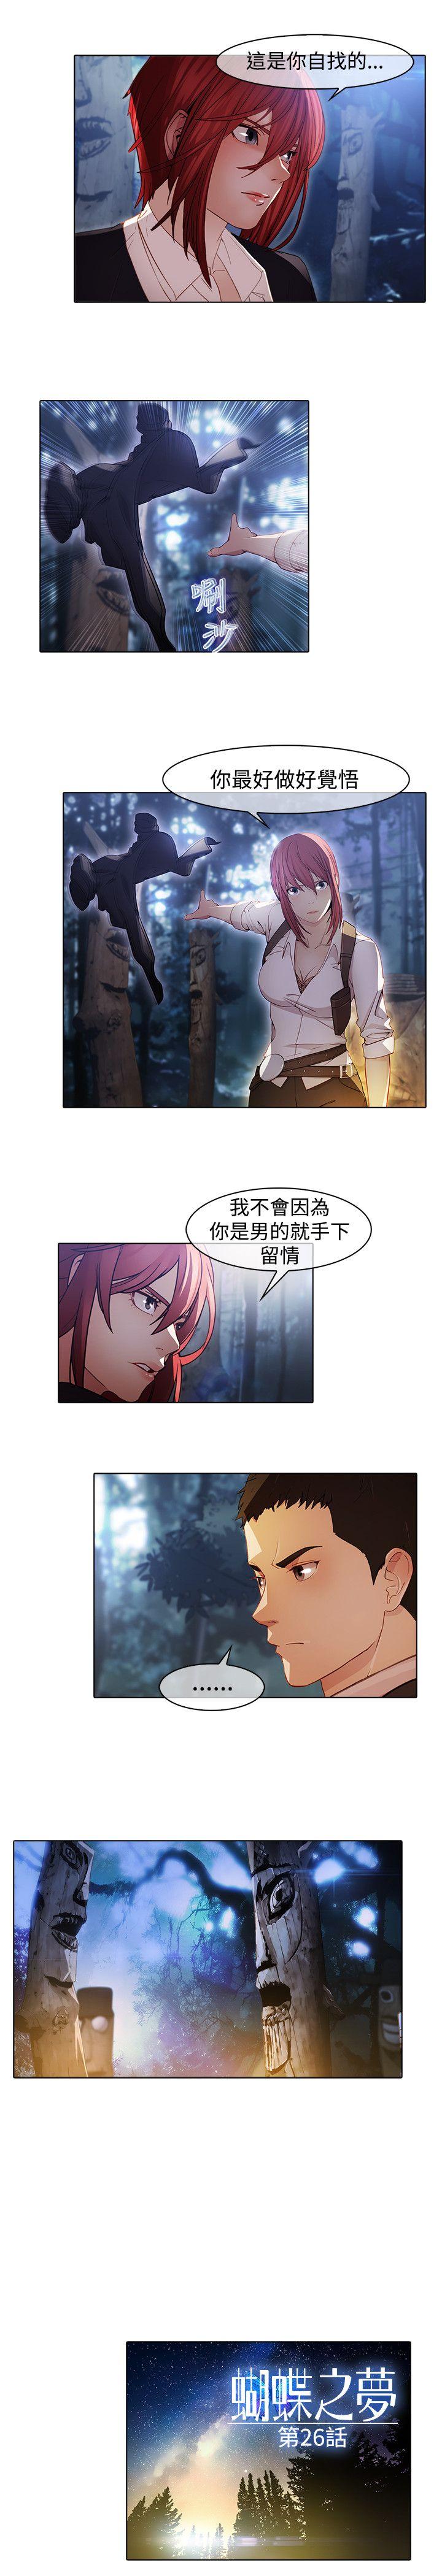 這是你自找的...
唰
沙
你最好做好覺悟
我不會因為
你是男的就手下
留情
......
蝴蝶之夢
第26話